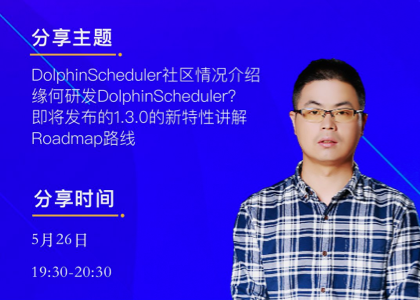 分享主题
DolphinScheduler社区情况介绍
缘何研发DolphinScheduler?
即将发布的1.3.0的新特性讲解
Roadmap路线
分享时间
5月26日
19:30-20:30